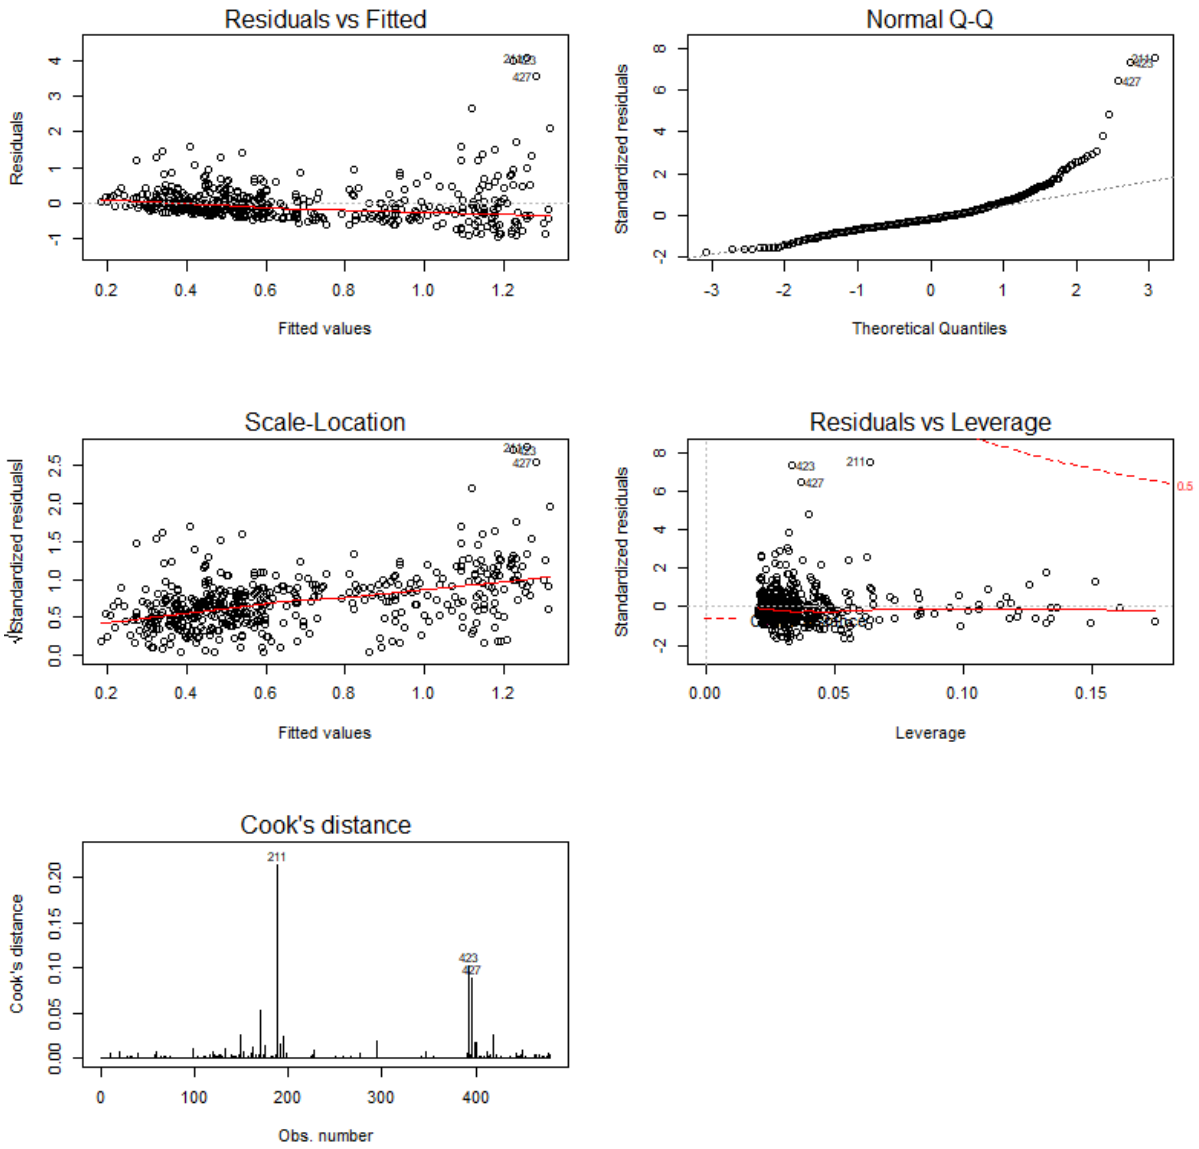 Residuals vs Fitted
Residuals
4
3
2
1
0
-1
211
423
427
0.2 0.4 0.6 0.8 1.0 1.2
Fitted values
Normal Q-Q
Standardized residuals
8
6
4
2
0
-2
211
423
427
-3 -2 -1 0 1 2 3
Theoretical Quantiles
Scale-Location
√|Standardized residuals|
2.5
2.0
1.5
1.0
0.5
0.0
211
423
427
0.2 0.4 0.6 0.8 1.0 1.2
Fitted values
Residuals vs Leverage
Standardized residuals
8
6
4
2
0
-2
423
211
427
0.5
0.00 0.05 0.10 0.15
Leverage
Cook's distance
Cook's distance
0.20
0.15
0.10
0.05
0.00
211
423
427
0 100 200 300 400
Obs. number